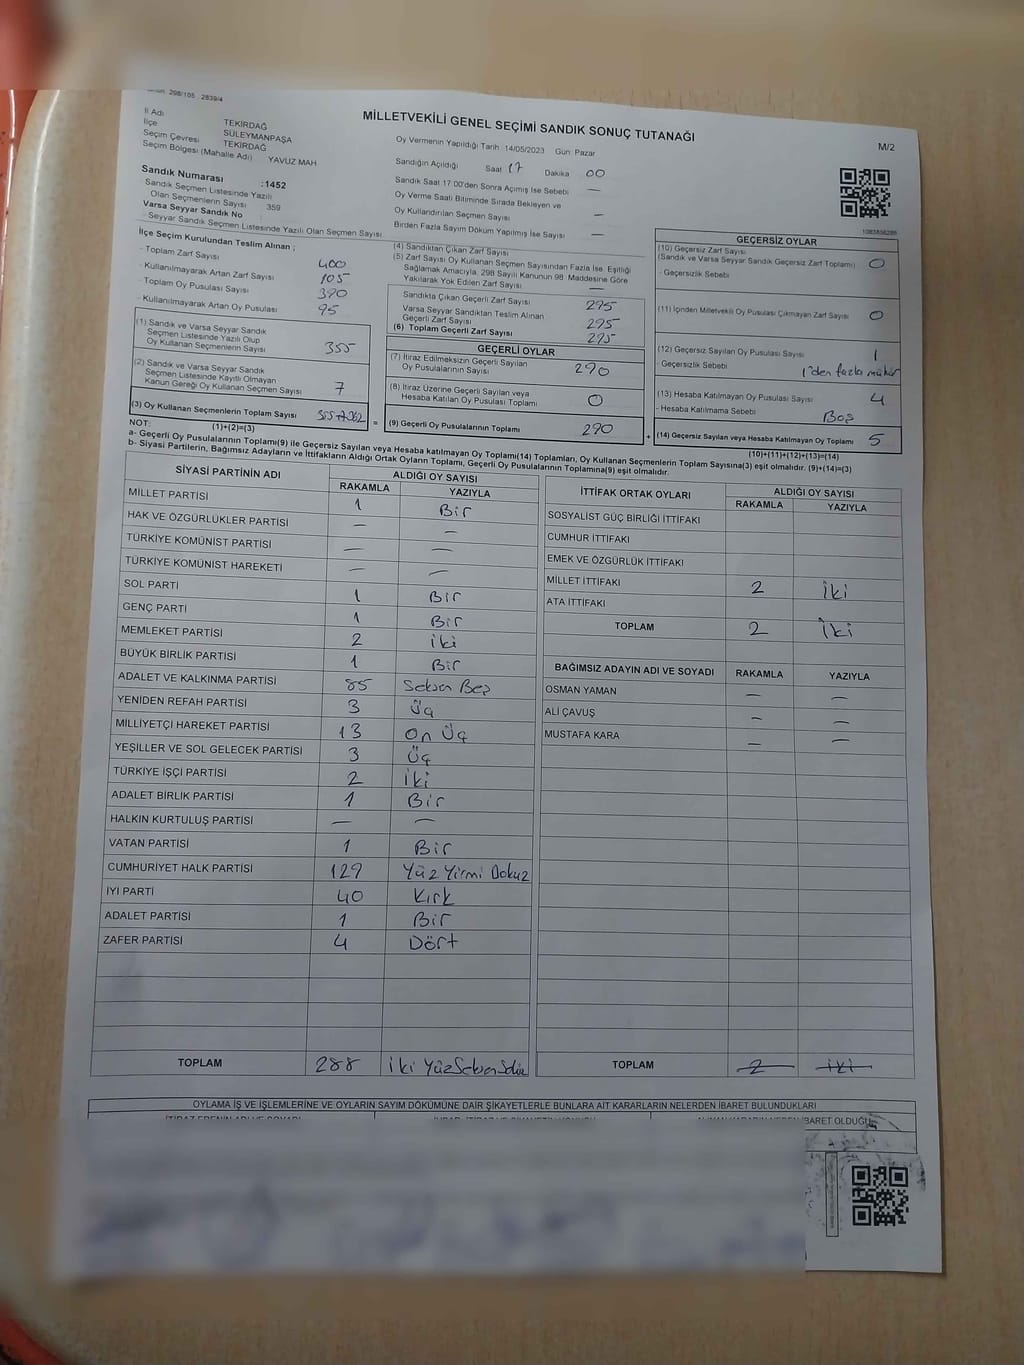 298/105 2839/4
MİLLETVEKİLİ GENEL SEÇİMİ SANDIK SONUÇ TUTANAĞI
M/2
İl Adı TEKİRDAĞ
İlçe SÜLEYMANPAŞA
Seçim Çevresi TEKİRDAĞ
Seçim Bölgesi (Mahalle Adı) YAVUZ MAH
Oy Vermenin Yapıldığı Tarih 14/05/2023 Gün: Pazar
Sandığın Açıldığı Saat 17 Dakika 00
Sandık Saat 17 00'den Sonra Açımış İse Sebebi —
Oy Verme Saati Bitiminde Sırada Bekleyen ve
Oy Kullandırılan Seçmen Sayısı —
Birden Fazla Sayım Döküm Yapılmış İse Sayısı —
Sandık Numarası :1452
Sandık Seçmen Listesinde Yazılı
Olan Seçmenlerin Sayısı 359
Varsa Seyyar Sandık No :
- Seyyar Sandık Seçmen Listesinde Yazılı Olan Seçmen Sayısı:
1083856286
İlçe Seçim Kurulundan Teslim Alınan ;
- Toplam Zarf Sayısı 400
- Kullanılmayarak Artan Zarf Sayısı 105
- Toplam Oy Pusulası Sayısı 390
- Kullanılmayarak Artan Oy Pusulası 95
(1) Sandık ve Varsa Seyyar Sandık
Seçmen Listesinde Yazılı Olup
Oy Kullanan Seçmenlerin Sayısı 355
(2) Sandık ve Varsa Seyyar Sandık
Seçmen Listesinde Kayıtlı Olmayan
Kanun Gereği Oy Kullanan Seçmen Sayısı 7
(3) Oy Kullanan Seçmenlerin Toplam Sayısı
(4) Sandıktan Çıkan Zarf Sayısı
(5) Zarf Sayısı Oy Kullanan Seçmen Sayısından Fazla İse Eşitliği
Sağlamak Amacıyla, 298 Sayılı Kanunun 98. Maddesine Göre
Yakılarak Yok Edilen Zarf Sayısı —
Sandıkta Çıkan Geçerli Zarf Sayısı 295
Varsa Seyyar Sandıktan Teslim Alınan
Geçerli Zarf Sayısı 295
(6) Toplam Geçerli Zarf Sayısı 295
GEÇERLİ OYLAR
(7) İtiraz Edilmeksizin Geçerli Sayılan
Oy Pusulalarının Sayısı 290
(8) İtiraz Üzerine Geçerli Sayılan veya
Hesaba Katılan Oy Pusulası Toplamı 0
= (9) Geçerli Oy Pusulalarının Toplamı 290
GEÇERSİZ OYLAR
(10) Geçersiz Zarf Sayısı
(Sandık ve Varsa Seyyar Sandık Geçersiz Zarf Toplamı) 0
- Geçersizlik Sebebi
(11) İçinden Milletvekili Oy Pusulası Çıkmayan Zarf Sayısı 0
(12) Geçersiz Sayılan Oy Pusulası Sayısı 1
- Geçersizlik Sebebi 1'den fazla mühür
(13) Hesaba Katılmayan Oy Pusulası Sayısı 4
- Hesaba Katılmama Sebebi Boş
+ (14) Geçersiz Sayılan veya Hesaba Katılmayan Oy Toplamı 5
NOT: (1)+(2)=(3)
(10)+(11)+(12)+(13)=(14)
a- Geçerli Oy Pusulalarının Toplamı(9) ile Geçersiz Sayılan veya Hesaba Katılmayan Oy Toplamı(14) Toplamları, Oy Kullanan Seçmenlerin Toplam Sayısına(3) eşit olmalıdır. (9)+(14)=(3)
b- Siyasi Partilerin, Bağımsız Adayların ve İttifakların Aldığı Ortak Oyların Toplamı, Geçerli Oy Pusulalarının Toplamına(9) eşit olmalıdır.
SİYASİ PARTİNİN ADI ALDIĞI OY SAYISI
RAKAMLA YAZIYLA
MİLLET PARTİSİ 1 Bir
HAK VE ÖZGÜRLÜKLER PARTİSİ — —
TÜRKİYE KOMÜNİST PARTİSİ — —
TÜRKİYE KOMÜNİST HAREKETİ — —
SOL PARTİ 1 Bir
GENÇ PARTİ 1 Bir
MEMLEKET PARTİSİ 2 iki
BÜYÜK BİRLİK PARTİSİ 1 Bir
ADALET VE KALKINMA PARTİSİ 85 Seksen Beş
YENİDEN REFAH PARTİSİ 3 Üç
MİLLİYETÇİ HAREKET PARTİSİ 13 On Üç
YEŞİLLER VE SOL GELECEK PARTİSİ 3 Üç
TÜRKİYE İŞÇİ PARTİSİ 2 İki
ADALET BİRLİK PARTİSİ 1 Bir
HALKIN KURTULUŞ PARTİSİ — —
VATAN PARTİSİ 1 Bir
CUMHURİYET HALK PARTİSİ 129 Yüz Yirmi Dokuz
İYİ PARTİ 40 Kırk
ADALET PARTİSİ 1 Bir
ZAFER PARTİSİ 4 Dört
TOPLAM 288 İki Yüz Seksen Sekiz
İTTİFAK ORTAK OYLARI ALDIĞI OY SAYISI
RAKAMLA YAZIYLA
SOSYALİST GÜÇ BİRLİĞİ İTTİFAKI
CUMHUR İTTİFAKI
EMEK VE ÖZGÜRLÜK İTTİFAKI
MİLLET İTTİFAKI 2 İki
ATA İTTİFAKI
TOPLAM 2 İki
BAĞIMSIZ ADAYIN ADI VE SOYADI RAKAMLA YAZIYLA
OSMAN YAMAN — —
ALİ ÇAVUŞ — —
MUSTAFA KARA — —
TOPLAM 2 iki
OYLAMA İŞ VE İŞLEMLERİNE VE OYLARIN SAYIM DÖKÜMÜNE DAİR ŞİKAYETLERLE BUNLARA AİT KARARLARIN NELERDEN İBARET BULUNDUKLARI
İBARET OLDUĞU